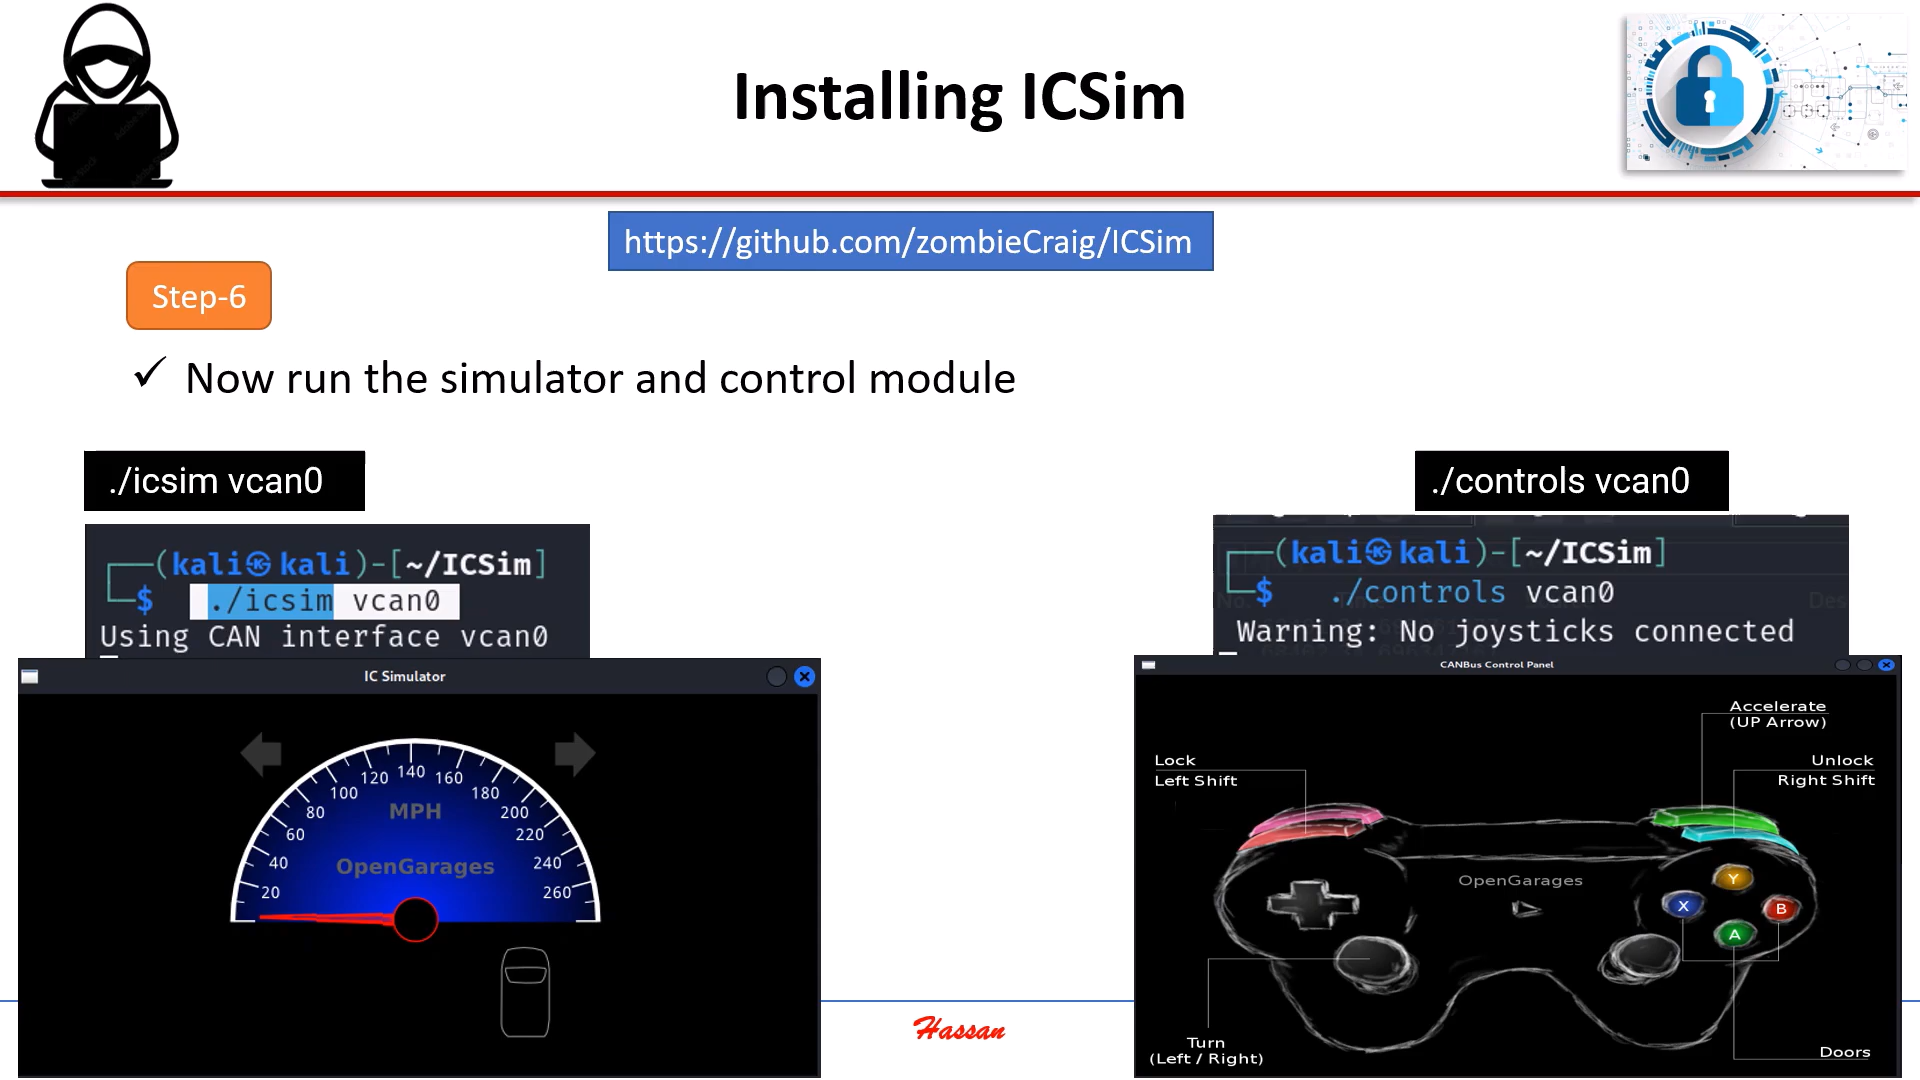 Installing ICSim
https://github.com/zombieCraig/ICSim
Step-6
✓ Now run the simulator and control module
./icsim vcan0
┌──(kali㉿kali)-[~/ICSim]
└─$ ./icsim vcan0
Using CAN interface vcan0
IC Simulator
20
40
60
80
100
120
140
160
180
200
220
240
260
MPH
OpenGarages
./controls vcan0
┌──(kali㉿kali)-[~/ICSim]
└─$ ./controls vcan0
Warning: No joysticks connected
CANBus Control Panel
Accelerate
(UP Arrow)
Lock
Left Shift
Unlock
Right Shift
OpenGarages
Y
X
B
A
Turn
(Left / Right)
Doors
Hassan